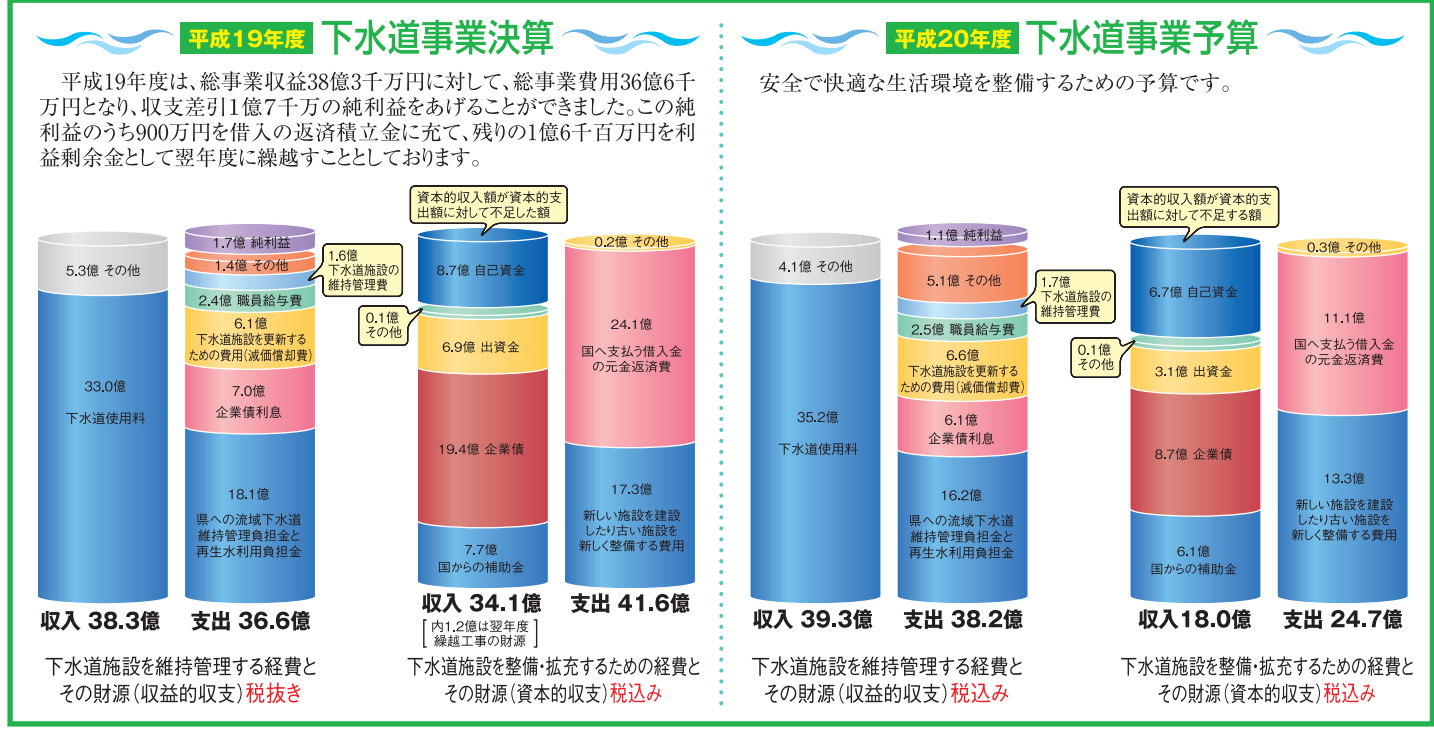 平成19年度 下水道事業決算
平成19年度は、総事業収益38億3千万円に対して、総事業費用36億6千
万円となり、収支差引1億7千万の純利益をあげることができました。この純
利益のうち900万円を借入の返済積立金に充て、残りの1億6千百万円を利
益剰余金として翌年度に繰越すこととしております。
5.3億 その他
33.0億
下水道使用料
収入 38.3億
1.7億 純利益
1.4億 その他
1.6億
下水道施設の
維持管理費
2.4億 職員給与費
6.1億
下水道施設を更新する
ための費用(減価償却費)
7.0億
企業債利息
18.1億
県への流域下水道
維持管理負担金と
再生水利用負担金
支出 36.6億
下水道施設を維持管理する経費と
その財源(収益的収支)税抜き
資本的収入額が資本的支
出額に対して不足した額
8.7億 自己資金
0.1億
その他
6.9億 出資金
19.4億 企業債
7.7億
国からの補助金
収入 34.1億
[内1.2億は翌年度
繰越工事の財源]
0.2億 その他
24.1億
国へ支払う借入金
の元金返済費
17.3億
新しい施設を建設
したり古い施設を
新しく整備する費用
支出 41.6億
下水道施設を整備・拡充するための経費と
その財源(資本的収支)税込み
平成20年度 下水道事業予算
安全で快適な生活環境を整備するための予算です。
4.1億 その他
35.2億
下水道使用料
収入 39.3億
1.1億 純利益
5.1億 その他
1.7億
下水道施設の
維持管理費
2.5億 職員給与費
6.6億
下水道施設を更新する
ための費用(減価償却費)
6.1億
企業債利息
16.2億
県への流域下水道
維持管理負担金と
再生水利用負担金
支出 38.2億
下水道施設を維持管理する経費と
その財源(収益的収支)税込み
資本的収入額が資本的支
出額に対して不足する額
6.7億 自己資金
0.1億
その他
3.1億 出資金
8.7億 企業債
6.1億
国からの補助金
収入18.0億
0.3億 その他
11.1億
国へ支払う借入金
の元金返済費
13.3億
新しい施設を建設
したり古い施設を
新しく整備する費用
支出 24.7億
下水道施設を整備・拡充するための経費と
その財源(資本的収支)税込み